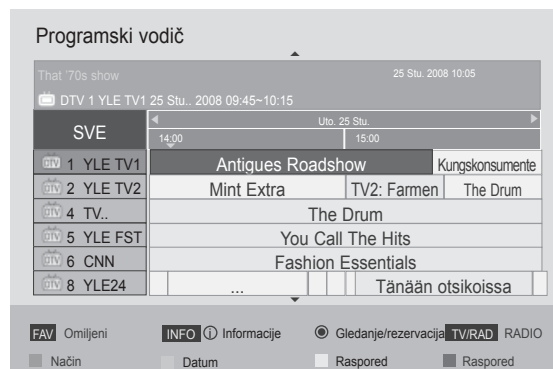 Programski vodič
That '70s show
25 Stu. 2008 10:05
DTV 1 YLE TV1 25 Stu.. 2008 09:45~10:15
SVE
Uto. 25 Stu.
14:00 15:00
1 YLE TV1 Antigues Roadshow Kungskonsumente
2 YLE TV2 Mint Extra TV2: Farmen The Drum
4 TV.. The Drum
5 YLE FST You Call The Hits
6 CNN Fashion Essentials
8 YLE24 ... Tänään otsikoissa
FAV Omiljeni INFO i Informacije Gledanje/rezervacija TV/RAD RADIO
Način Datum Raspored Raspored